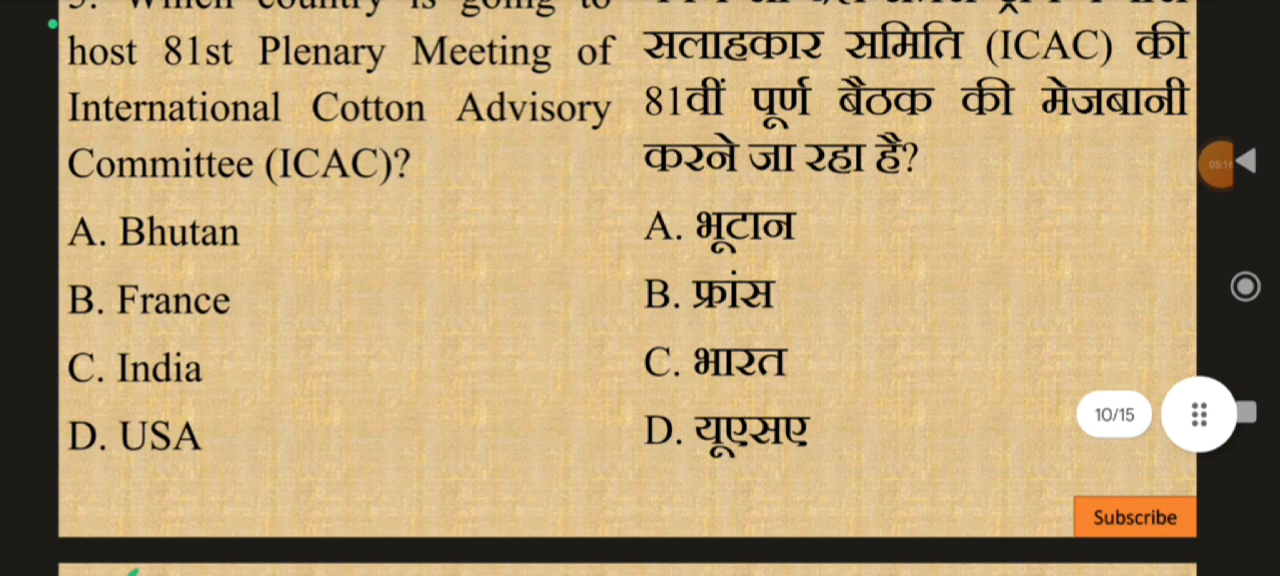 host 81st Plenary Meeting of
International Cotton Advisory
Committee (ICAC)?
A. Bhutan
B. France
C. India
D. USA
सलाहकार समिति (ICAC) की
81वीं पूर्ण बैठक की मेजबानी
करने जा रहा है?
A. भूटान
B. फ्रांस
C. भारत
D. यूएसए
10/15
Subscribe